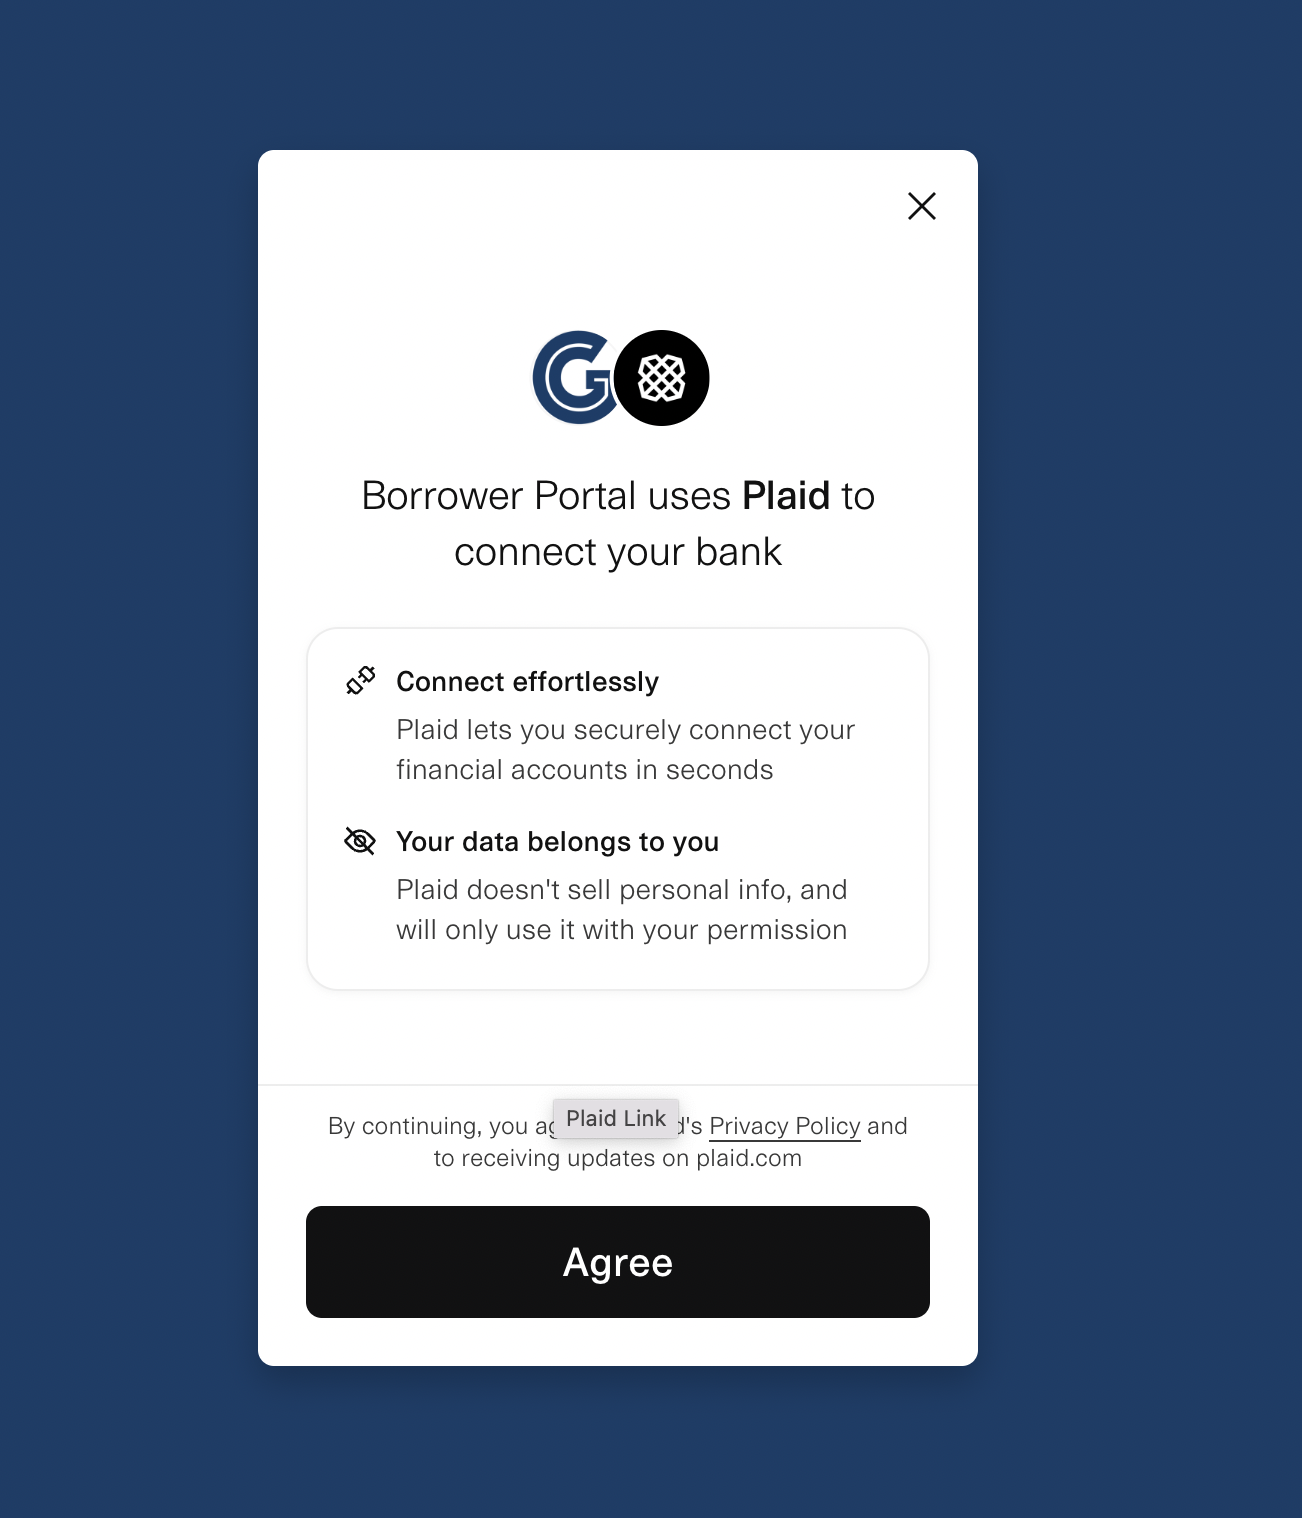 Borrower Portal uses Plaid to
connect your bank
Connect effortlessly
Plaid lets you securely connect your
financial accounts in seconds
Your data belongs to you
Plaid doesn't sell personal info, and
will only use it with your permission
By continuing, you Privacy Policy and
Plaid Link
to receiving updates on plaid.com
Agree